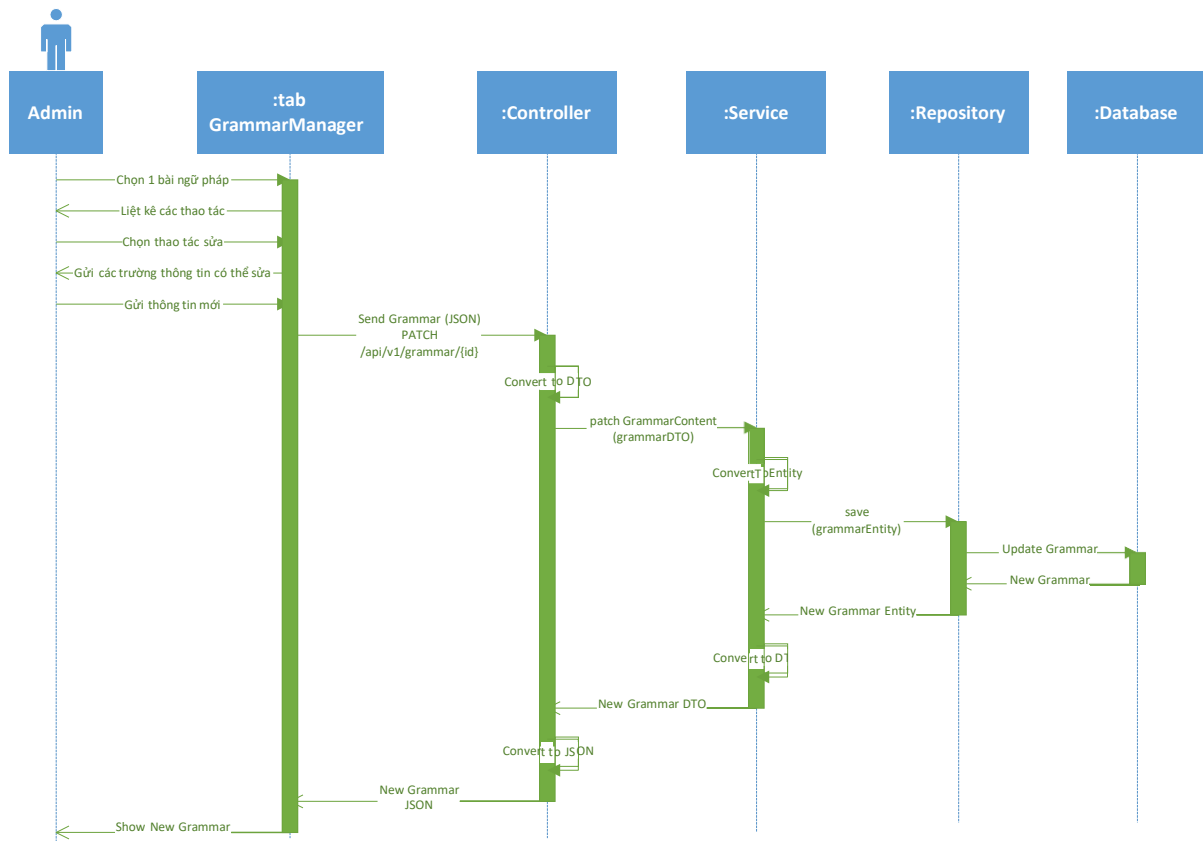 Admin
:tab
GrammarManager
:Controller
:Service
:Repository
:Database
Chọn 1 bài ngữ pháp
Liệt kê các thao tác
Chọn thao tác sửa
Gửi các trường thông tin có thể sửa
Gửi thông tin mới
Send Grammar (JSON)
PATCH
/api/v1/grammar/{id}
Convert to DTO
patch GrammarContent
(grammarDTO)
ConvertToEntity
save
(grammarEntity)
Update Grammar
New Grammar
New Grammar Entity
Convert to DT
New Grammar DTO
Convert to JSON
New Grammar
JSON
Show New Grammar